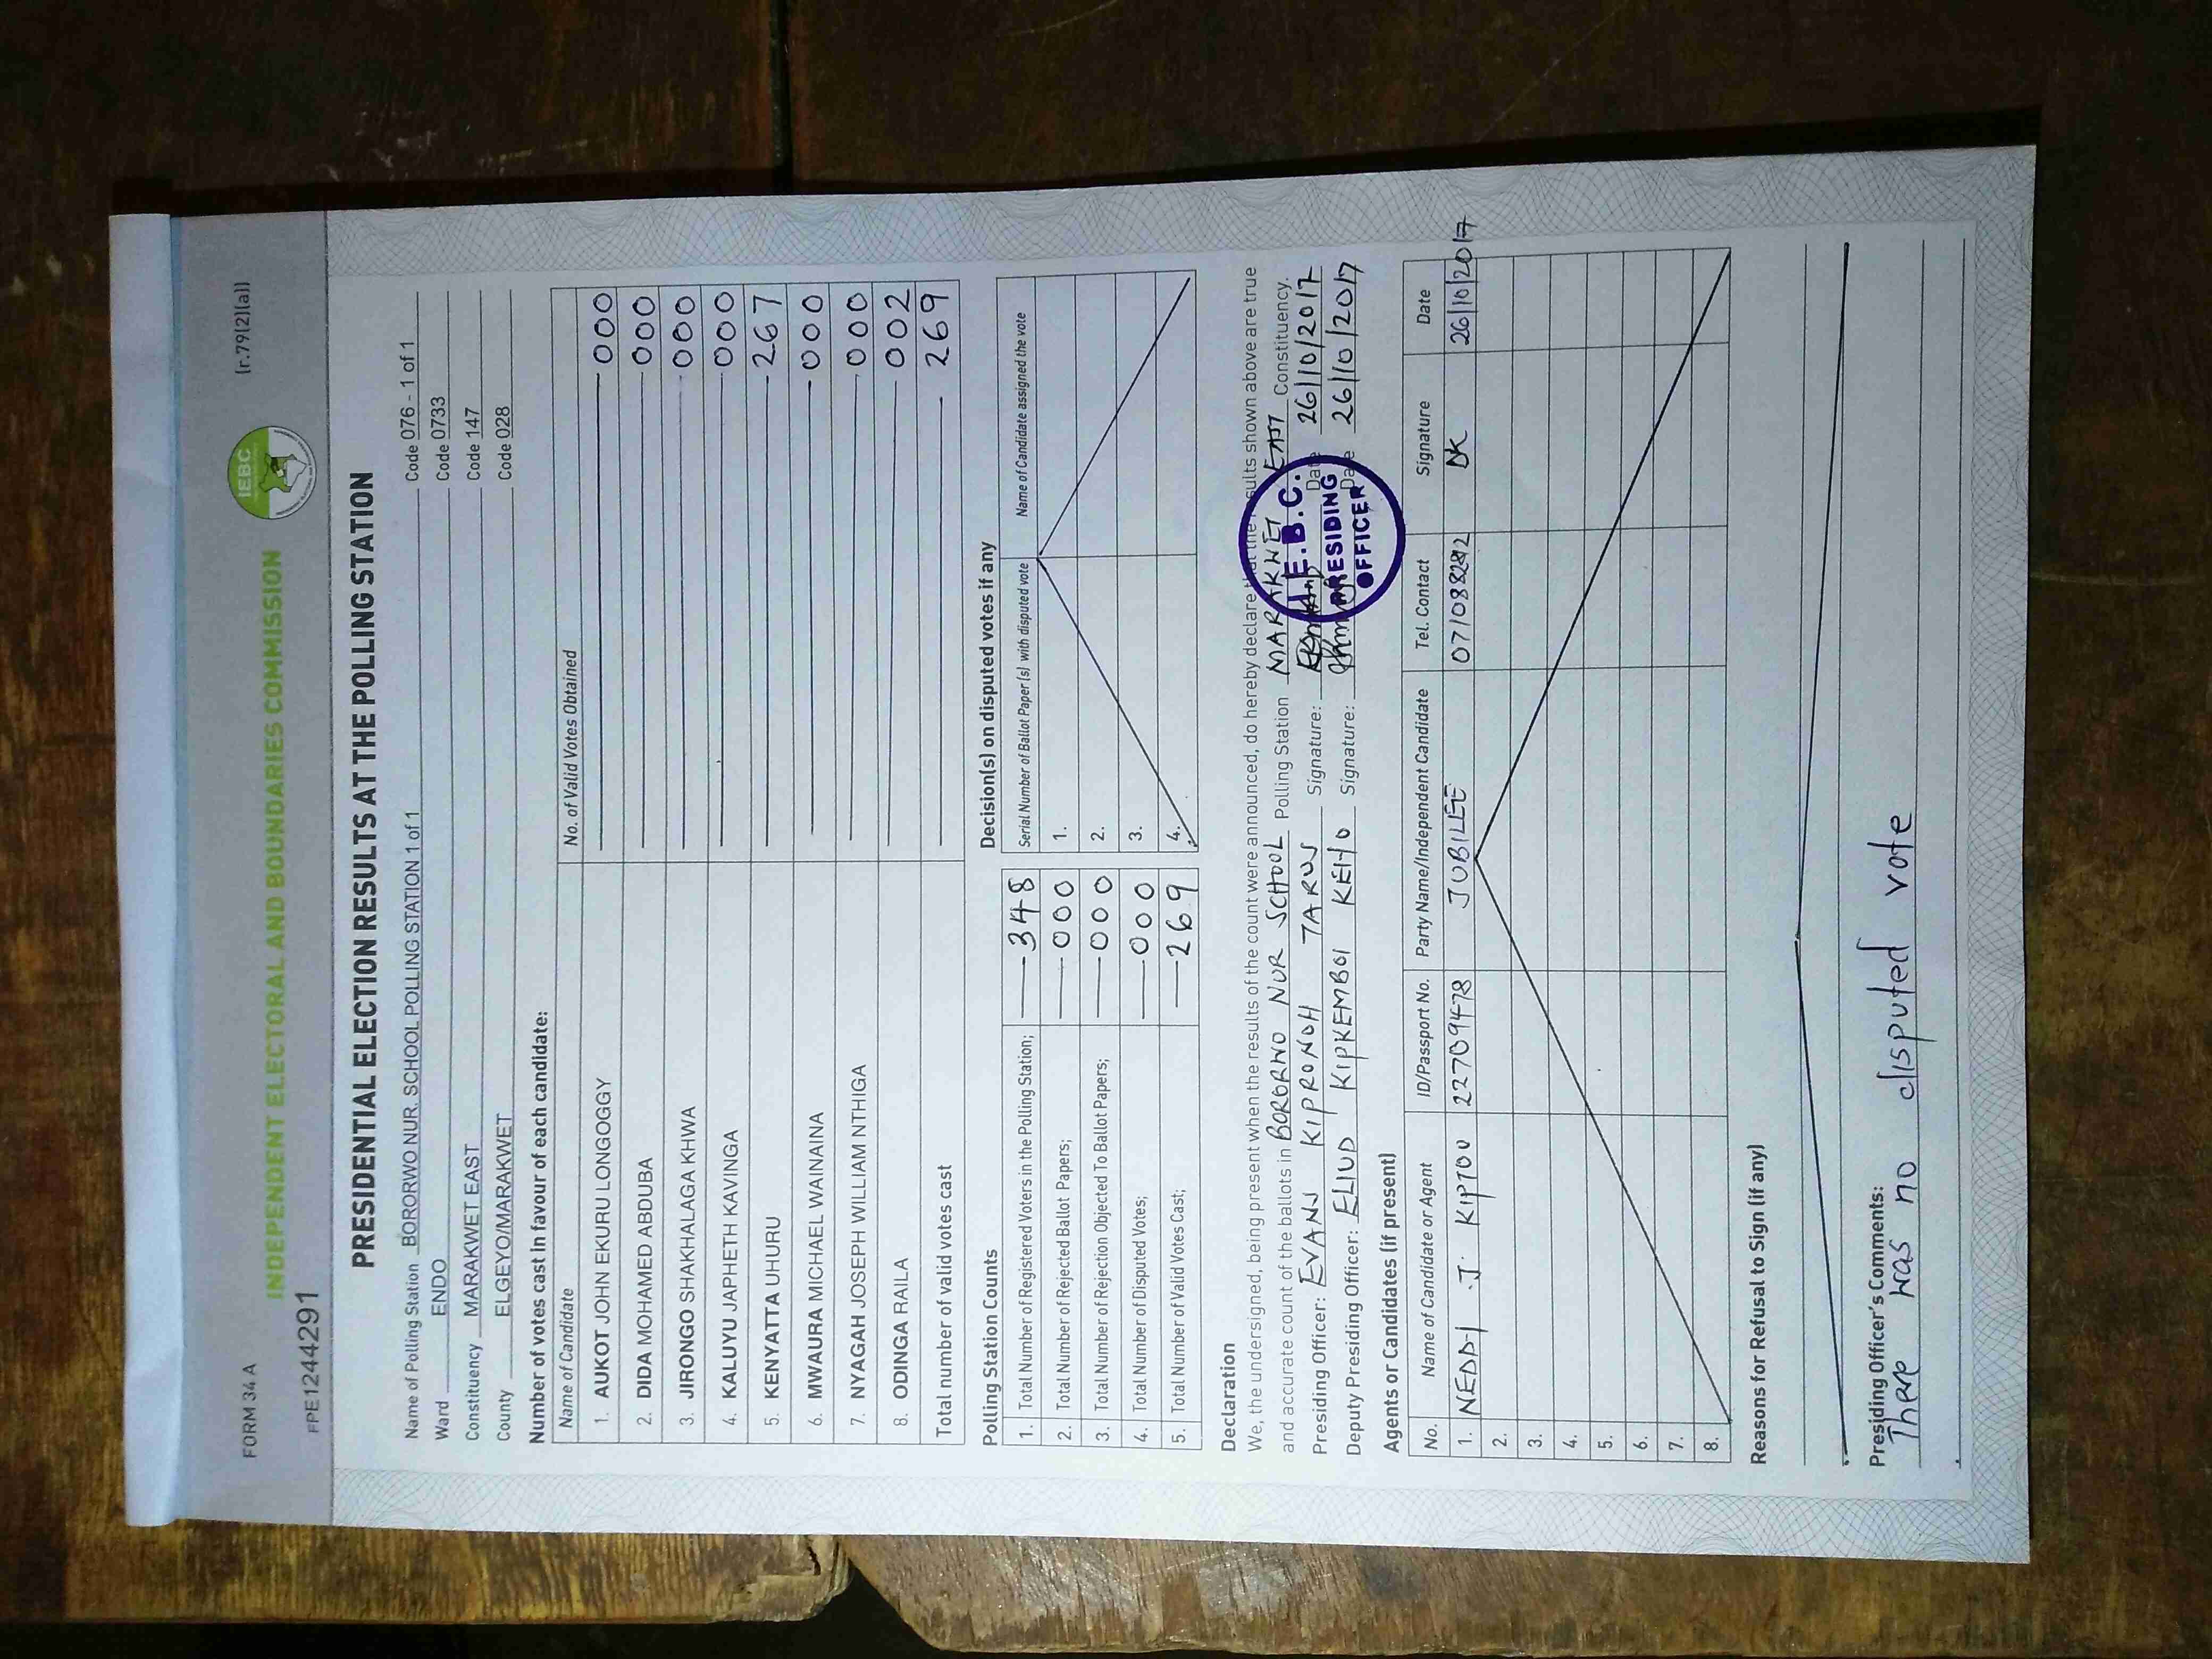 FORM 34 A
(r.79(2)(a))
IEBC
INDEPENDENT ELECTORAL AND BOUNDARIES COMMISSION
FPE1244291
PRESIDENTIAL ELECTION RESULTS AT THE POLLING STATION
Name of Polling Station BORORWO NUR. SCHOOL POLLING STATION 1 of 1 Code 076 - 1 of 1
Ward ENDO Code 0733
Constituency MARAKWET EAST Code 147
County ELGEYO/MARAKWET Code 028
Number of votes cast in favour of each candidate:
Name of Candidate No. of Valid Votes Obtained
1. AUKOT JOHN EKURU LONGOGGY 000
2. DIDA MOHAMED ABDUBA 000
3. JIRONGO SHAKHALAGA KHWA 000
4. KALUYU JAPHETH KAVINGA 000
5. KENYATTA UHURU 267
6. MWAURA MICHAEL WAINAINA 000
7. NYAGAH JOSEPH WILLIAM NTHIGA 000
8. ODINGA RAILA 002
Total number of valid votes cast 269
Polling Station Counts
1. Total Number of Registered Voters in the Polling Station; 348
2. Total Number of Rejected Ballot Papers; 000
3. Total Number of Rejection Objected To Ballot Papers; 000
4. Total Number of Disputed Votes; 000
5. Total Number of Valid Votes Cast; 269
Decision(s) on disputed votes if any
Serial Number of Ballot Paper(s) with disputed vote Name of Candidate assigned the vote
1.
2.
3.
4.
Declaration
We, the undersigned, being present when the results of the count were announced, do hereby declare that the results shown above are true
and accurate count of the ballots in BORORWO NUR SCHOOL Polling Station MARAKWET EAST Constituency.
Presiding Officer: EVANS KIPRONOH TARUS Signature: Date 26/10/2017
Deputy Presiding Officer: ELIUD KIPKEMBOI KEIYO Signature: Date 26/10/2017
I.E.B.C.
PRESIDING
OFFICER
Agents or Candidates (if present)
No. Name of Candidate or Agent ID/Passport No. Party Name/Independent Candidate Tel. Contact Signature Date
1. NEDDY J. KIPTOO 22709478 JUBILEE DK 26/10/2017
2.
3.
4.
5.
6.
7.
8.
Reasons for Refusal to Sign (if any)
Presiding Officer's Comments:
There was no disputed vote